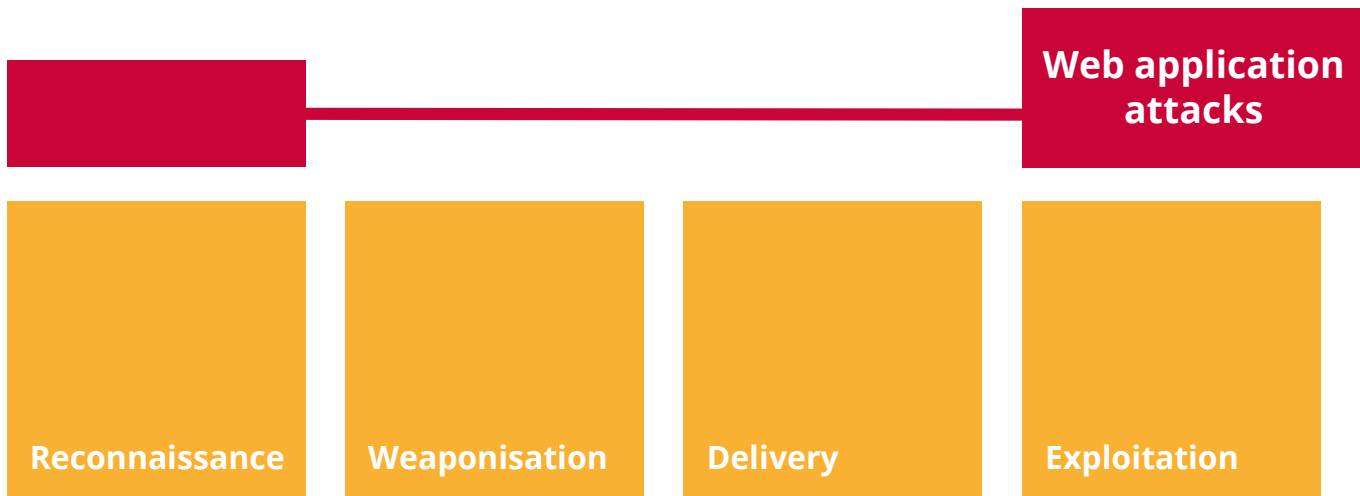 Web application
attacks
Reconnaissance
Weaponisation
Delivery
Exploitation